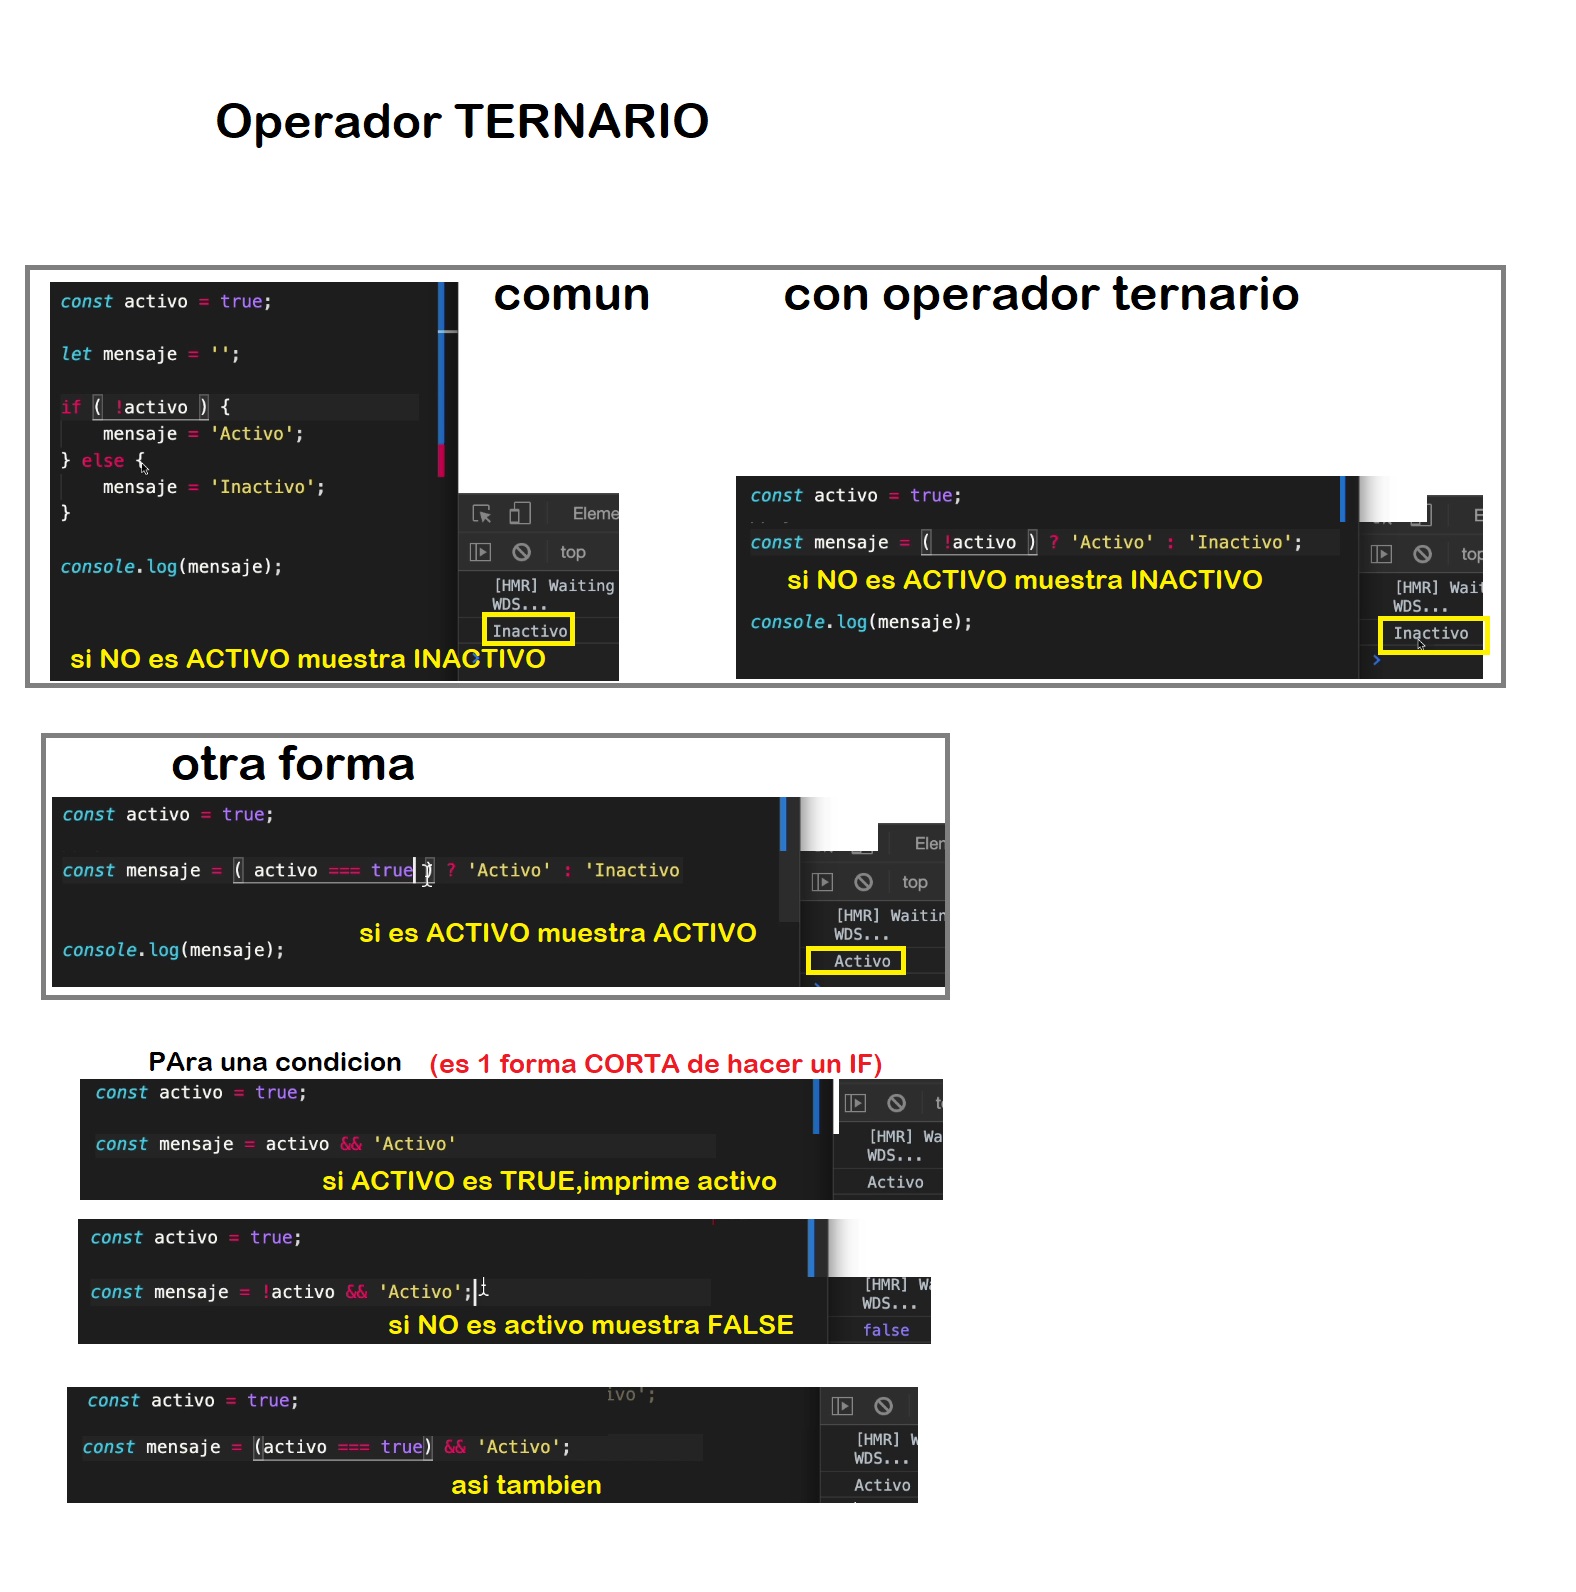 Operador TERNARIO
comun
con operador ternario
const activo = true;
let mensaje = '';
if ( !activo ) {
mensaje = 'Activo';
} else {
mensaje = 'Inactivo';
}
console.log(mensaje);
si NO es ACTIVO muestra INACTIVO
Eleme
top
[HMR] Waiting
WDS...
Inactivo
const activo = true;
const mensaje = ( !activo ) ? 'Activo' : 'Inactivo';
si NO es ACTIVO muestra INACTIVO
console.log(mensaje);
E
top
[HMR] Wait
WDS...
Inactivo
otra forma
const activo = true;
const mensaje = ( activo === true ) ? 'Activo' : 'Inactivo
si es ACTIVO muestra ACTIVO
console.log(mensaje);
Elem
top
[HMR] Waitin
WDS...
Activo
PAra una condicion (es 1 forma CORTA de hacer un IF)
const activo = true;
const mensaje = activo && 'Activo'
si ACTIVO es TRUE,imprime activo
[HMR] Wa
WDS...
Activo
const activo = true;
const mensaje = !activo && 'Activo';
si NO es activo muestra FALSE
[HMR] Wa
WDS...
false
const activo = true;
ivo';
const mensaje = (activo === true) && 'Activo';
asi tambien
[HMR] W
WDS...
Activo